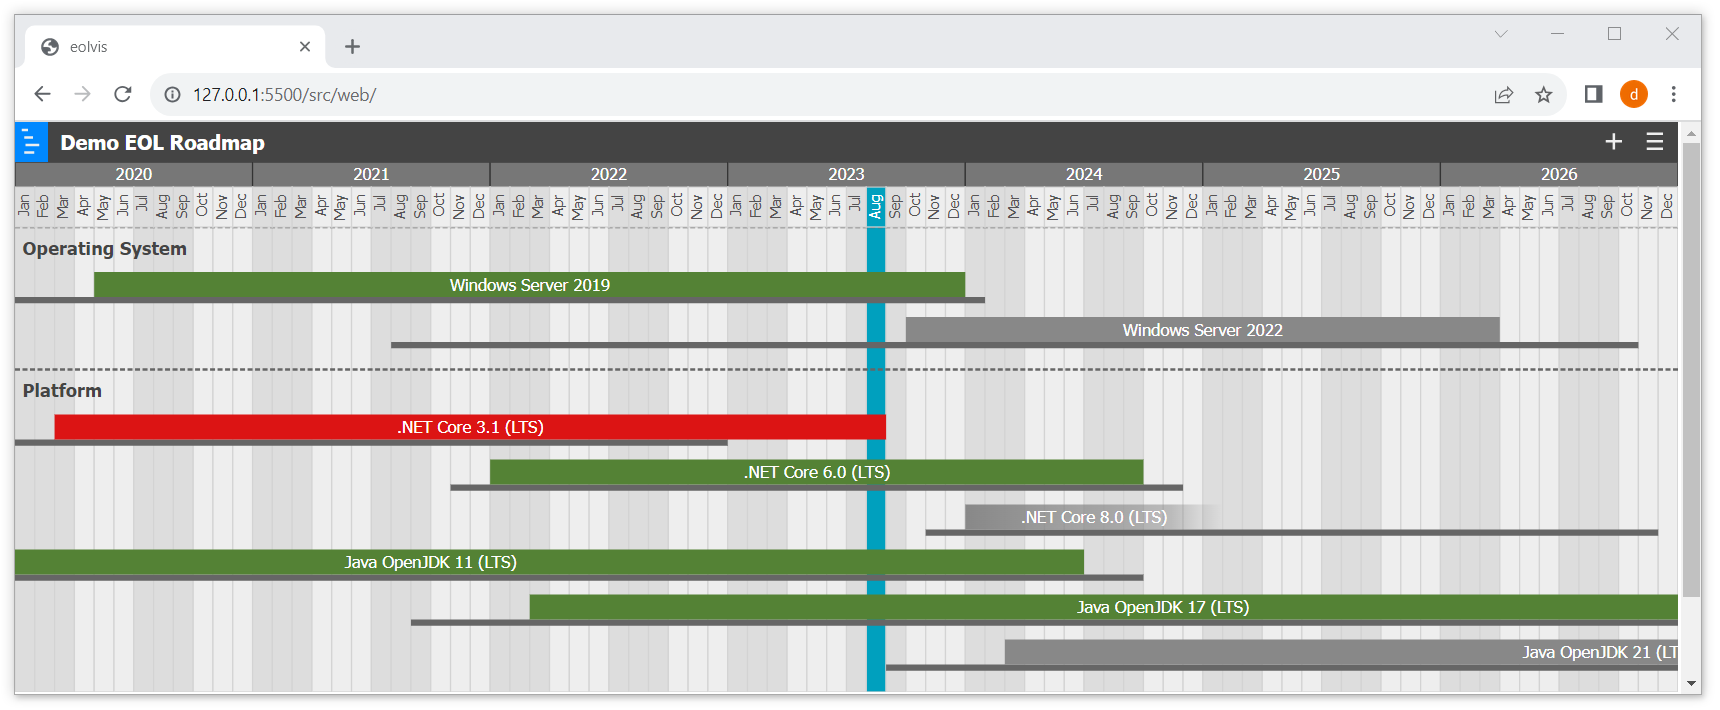 eolvis
127.0.0.1:5500/src/web/
d
Demo EOL Roadmap
2020 2021 2022 2023 2024 2025 2026
Jan Feb Mar Apr May Jun Jul Aug Sep Oct Nov Dec Jan Feb Mar Apr May Jun Jul Aug Sep Oct Nov Dec Jan Feb Mar Apr May Jun Jul Aug Sep Oct Nov Dec Jan Feb Mar Apr May Jun Jul Aug Sep Oct Nov Dec Jan Feb Mar Apr May Jun Jul Aug Sep Oct Nov Dec Jan Feb Mar Apr May Jun Jul Aug Sep Oct Nov Dec Jan Feb Mar Apr May Jun Jul Aug Sep Oct Nov Dec
Operating System
Windows Server 2019
Windows Server 2022
Platform
.NET Core 3.1 (LTS)
.NET Core 6.0 (LTS)
.NET Core 8.0 (LTS)
Java OpenJDK 11 (LTS)
Java OpenJDK 17 (LTS)
Java OpenJDK 21 (LT